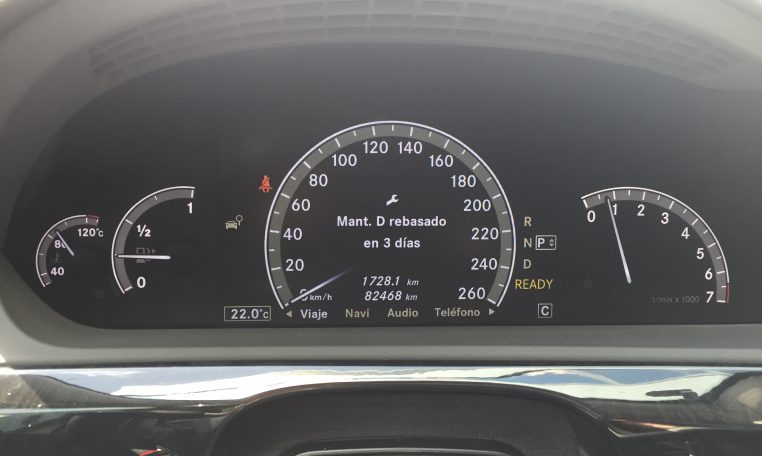 40
80
120°C
0
½
1
22.0°C
0 km/h
20
40
60
80
100
120
140
160
180
200
220
240
260
Mant. D rebasado
en 3 días
1728.1 km
82468 km
Viaje Navi Audio Teléfono
R
N P
D
READY
C
0
1
2
3
4
5
6
7
1/min x 1000